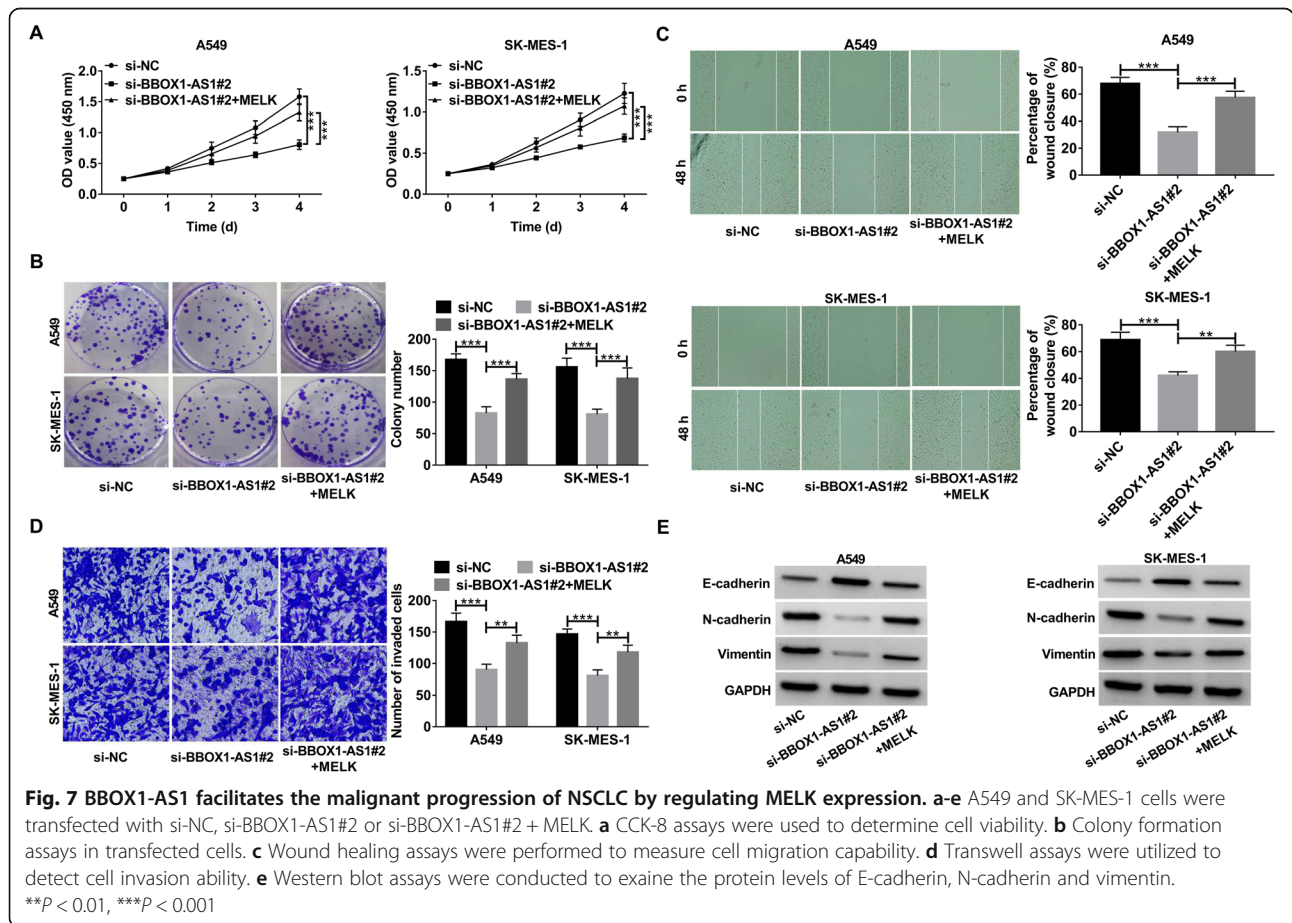 A
A549
si-NC
si-BBOX1-AS1#2
si-BBOX1-AS1#2+MELK
OD value (450 nm)
2.0
1.5
1.0
0.5
0.0
0 1 2 3 4
Time (d)
***
***
SK-MES-1
si-NC
si-BBOX1-AS1#2
si-BBOX1-AS1#2+MELK
OD value (450 nm)
1.5
1.0
0.5
0.0
0 1 2 3 4
Time (d)
***
***
B
A549
SK-MES-1
si-NC si-BBOX1-AS1#2 si-BBOX1-AS1#2
+MELK
si-NC si-BBOX1-AS1#2
si-BBOX1-AS1#2+MELK
Colony number
200
150
100
50
0
*** *** *** ***
A549 SK-MES-1
C
A549
0 h
48 h
si-NC si-BBOX1-AS1#2 si-BBOX1-AS1#2
+MELK
A549
Percentage of
wound closure (%)
80
60
40
20
0
*** ***
si-NC
si-BBOX1-AS1#2
si-BBOX1-AS1#2
+MELK
SK-MES-1
0 h
48 h
si-NC si-BBOX1-AS1#2 si-BBOX1-AS1#2
+MELK
SK-MES-1
Percentage of
wound closure (%)
80
60
40
20
0
*** **
si-NC
si-BBOX1-AS1#2
si-BBOX1-AS1#2
+MELK
D
A549
SK-MES-1
si-NC si-BBOX1-AS1#2 si-BBOX1-AS1#2
+MELK
si-NC si-BBOX1-AS1#2
si-BBOX1-AS1#2+MELK
Number of invaded cells
200
150
100
50
0
*** ** *** **
A549 SK-MES-1
E
A549
E-cadherin
N-cadherin
Vimentin
GAPDH
si-NC
si-BBOX1-AS1#2
si-BBOX1-AS1#2
+MELK
SK-MES-1
E-cadherin
N-cadherin
Vimentin
GAPDH
si-NC
si-BBOX1-AS1#2
si-BBOX1-AS1#2
+MELK
Fig. 7 BBOX1-AS1 facilitates the malignant progression of NSCLC by regulating MELK expression. a-e A549 and SK-MES-1 cells were
transfected with si-NC, si-BBOX1-AS1#2 or si-BBOX1-AS1#2 + MELK. a CCK-8 assays were used to determine cell viability. b Colony formation
assays in transfected cells. c Wound healing assays were performed to measure cell migration capability. d Transwell assays were utilized to
detect cell invasion ability. e Western blot assays were conducted to exaine the protein levels of E-cadherin, N-cadherin and vimentin.
**P < 0.01, ***P < 0.001